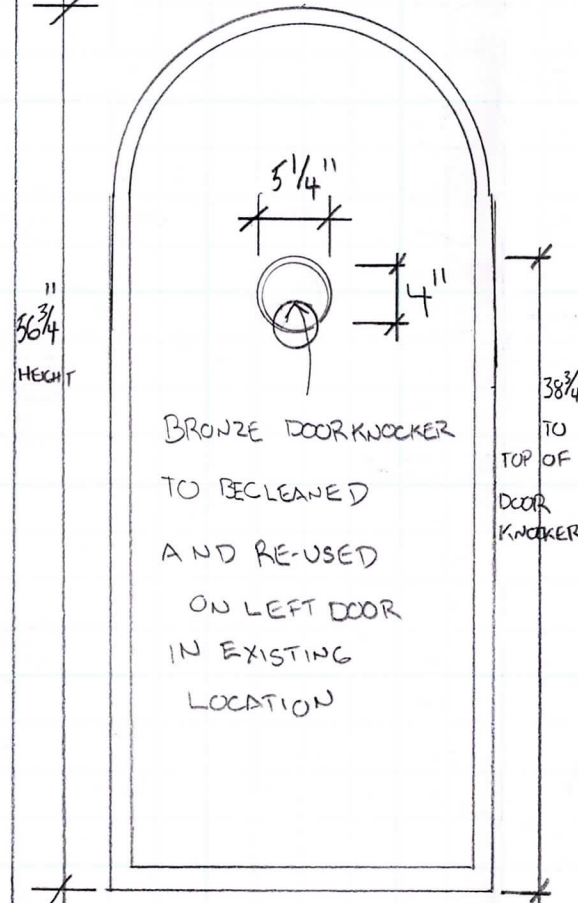 5 1/4"
4"
56 3/4"
HEIGHT
38 3/4
TO
TOP OF
DOOR
KNOCKER
BRONZE DOORKNOCKER
TO BECLEANED
AND RE-USED
ON LEFT DOOR
IN EXISTING
LOCATION